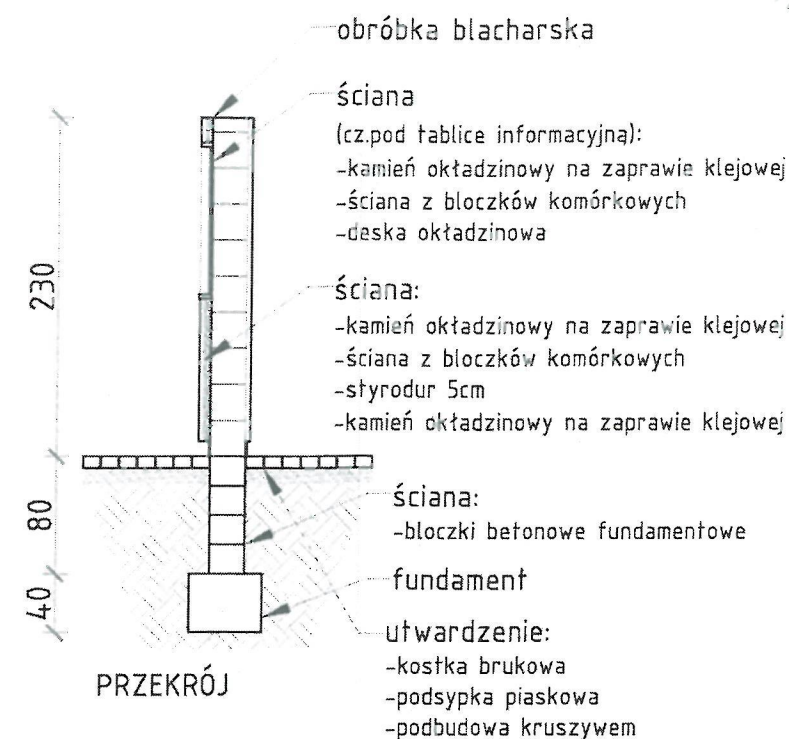 obróbka blacharska
ściana
(cz.pod tablice informacyjną):
-kamień okładzinowy na zaprawie klejowej
-ściana z bloczków komórkowych
-deska okładzinowa
ściana:
-kamień okładzinowy na zaprawie klejowej
-ściana z bloczków komórkowych
-styrodur 5cm
-kamień okładzinowy na zaprawie klejowej
230
ściana:
-bloczki betonowe fundamentowe
80
fundament
40
utwardzenie:
-kostka brukowa
-podsypka piaskowa
-podbudowa kruszywem
PRZEKRÓJ